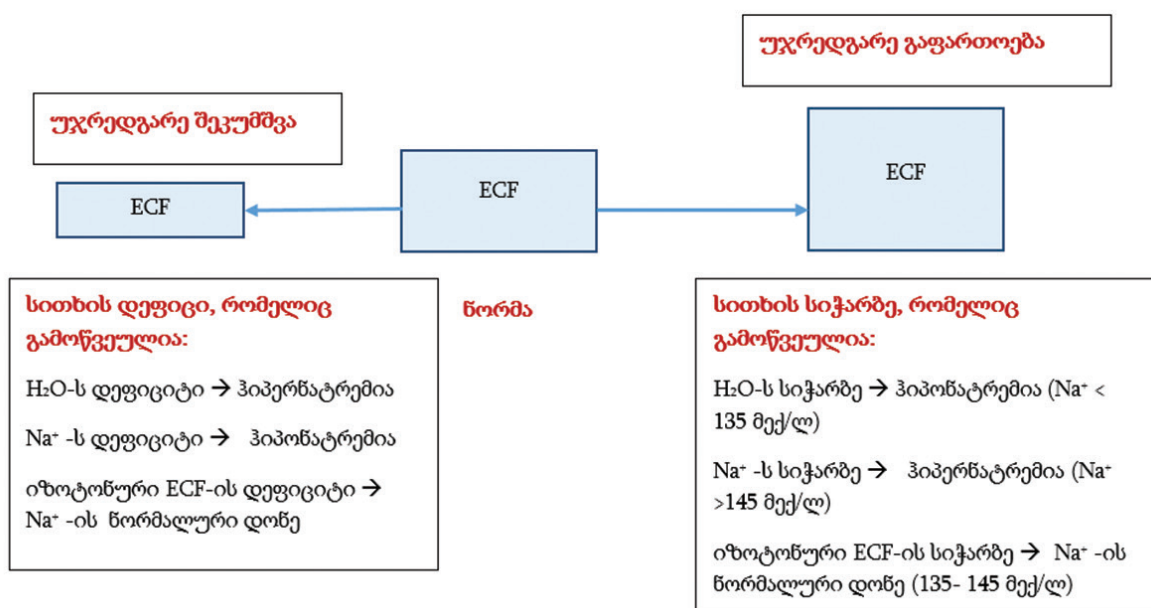 უჯრედგარე გაფართოება
უჯრედგარე შეკუმშვა
ECF
ECF
ECF
სითხის დეფიცი, რომელიც
გამოწვეულია:
H₂O-ს დეფიციტი → ჰიპერნატრემია
Na⁺ -ს დეფიციტი → ჰიპონატრემია
იზოტონური ECF-ის დეფიციტი →
Na⁺ -ის ნორმალური დონე
ნორმა
სითხის სიჭარბე, რომელიც
გამოწვეულია:
H₂O-ს სიჭარბე → ჰიპონატრემია (Na⁺ <
135 მექ/ლ)
Na⁺ -ს სიჭარბე → ჰიპერნატრემია (Na⁺
>145 მექ/ლ)
იზოტონური ECF-ის სიჭარბე → Na⁺ -ის
ნორმალური დონე (135- 145 მექ/ლ)